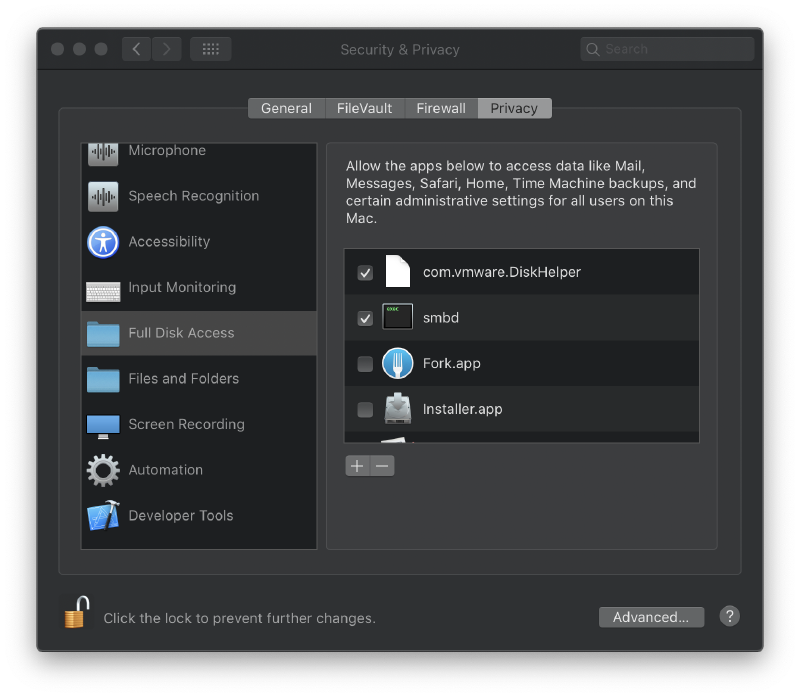 Security & Privacy
Search
General
FileVault
Firewall
Privacy
Microphone
Speech Recognition
Accessibility
Input Monitoring
Full Disk Access
Files and Folders
Screen Recording
Automation
Developer Tools
Allow the apps below to access data like Mail,
Messages, Safari, Home, Time Machine backups, and
certain administrative settings for all users on this
Mac.
com.vmware.DiskHelper
exec
smbd
Fork.app
Installer.app
Click the lock to prevent further changes.
Advanced...
?